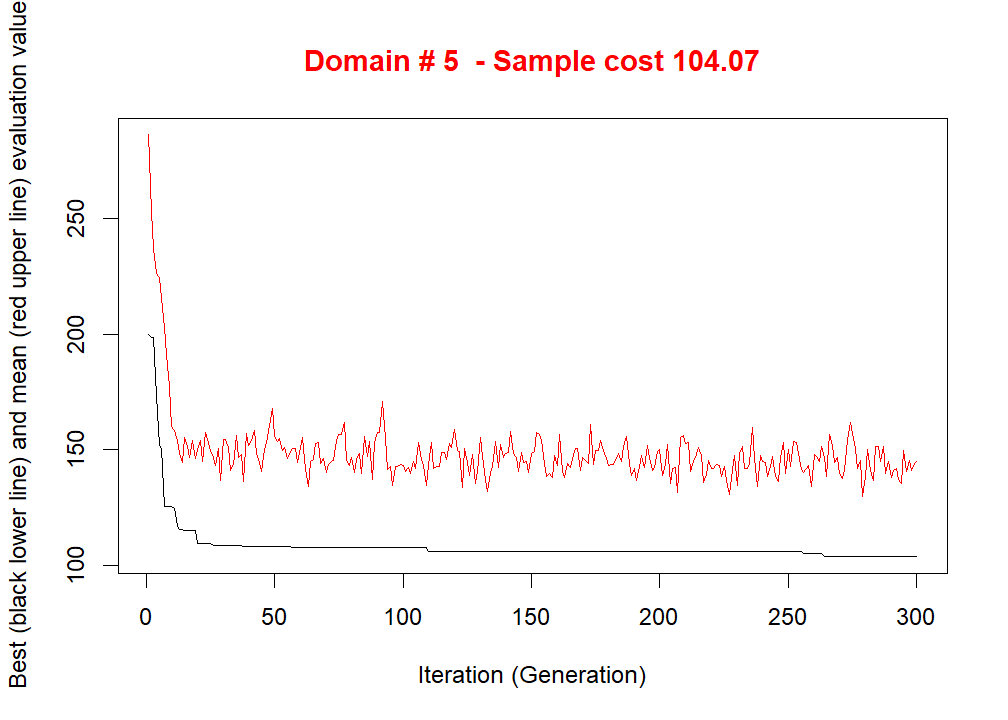 Domain # 5  - Sample cost 104.07
Best (black lower line) and mean (red upper line) evaluation value
250
200
150
100
0 50 100 150 200 250 300
Iteration (Generation)